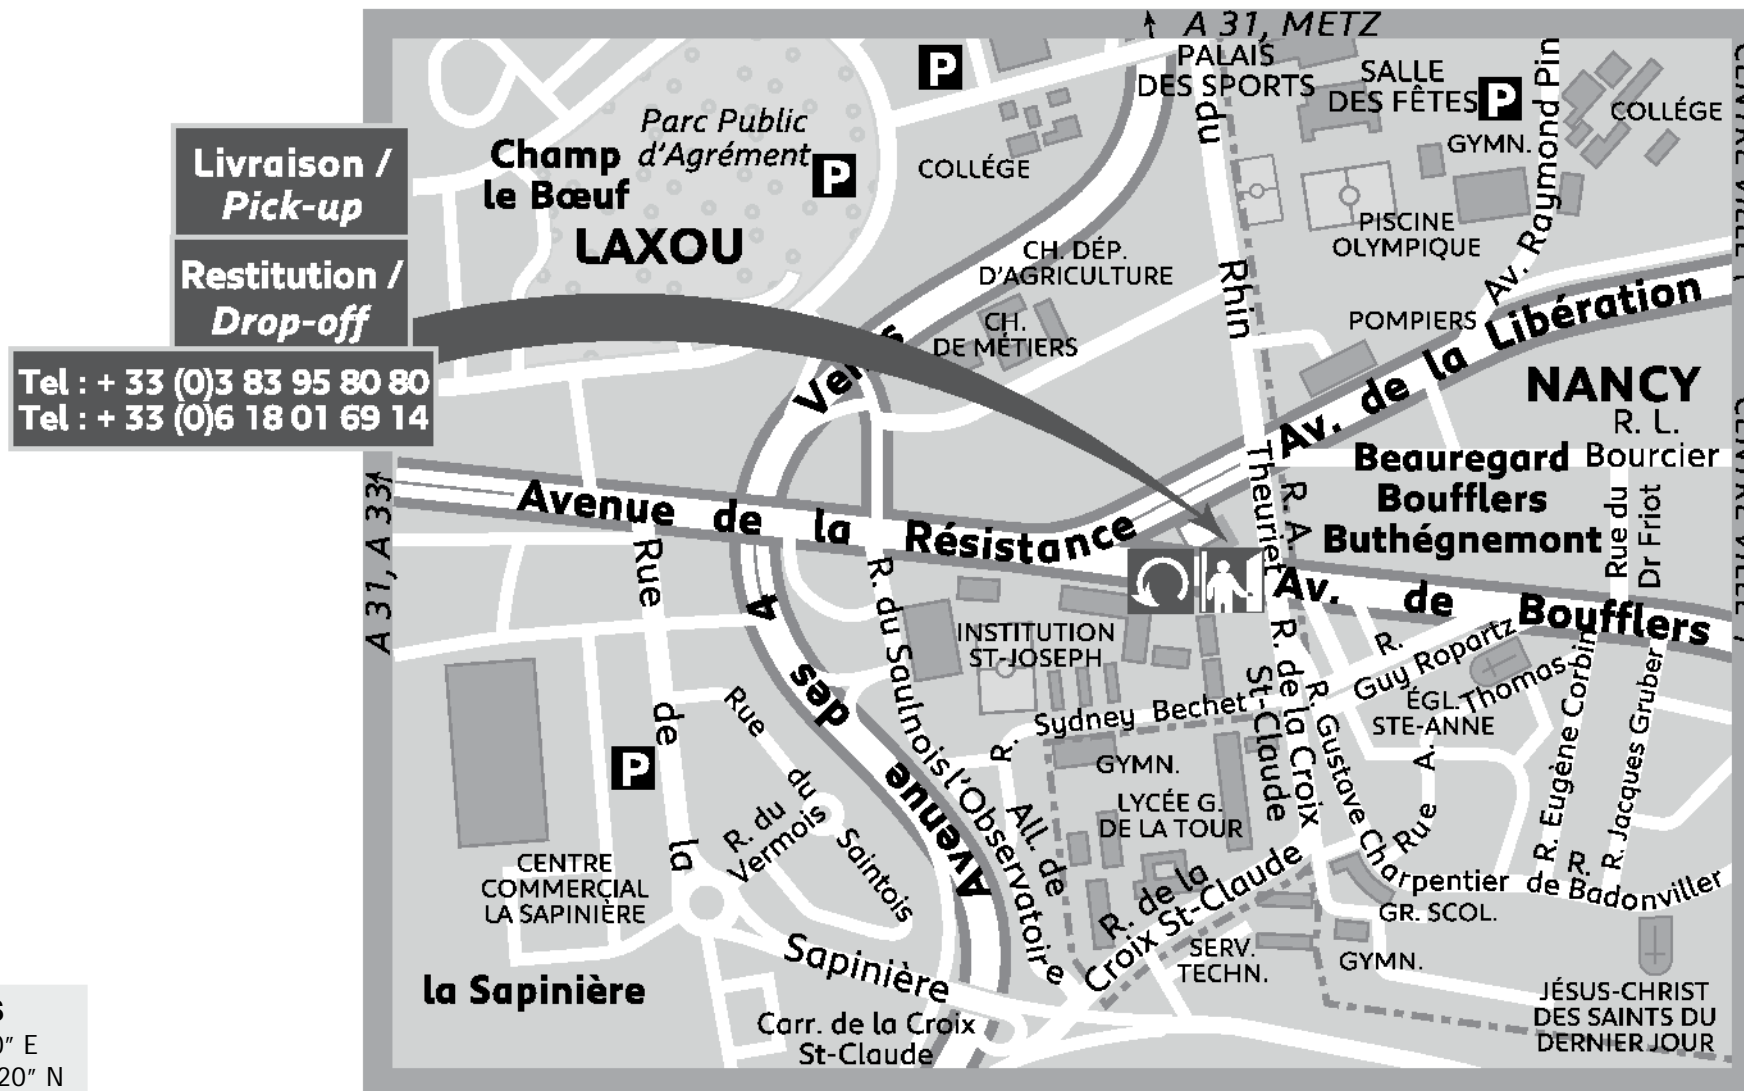 A 31, METZ
PALAIS
DES SPORTS
SALLE
DES FÊTES
P
P
P
P
GYMN.
COLLÉGE
Av. Raymond Pin
Livraison /
Pick-up
Restitution /
Drop-off
Tel : + 33 (0)3 83 95 80 80
Tel : + 33 (0)6 18 01 69 14
Parc Public
d'Agrément
Champ
le Bœuf
LAXOU
COLLÉGE
du
Rhin
CH. DÉP.
D'AGRICULTURE
CH.
DE MÉTIERS
PISCINE
OLYMPIQUE
POMPIERS
Av. de la Libération
NANCY
R. L.
Bourcier
Beauregard
Boufflers
Buthégnemont
Rue du
Dr Friot
R. A.
Theuriet
A 31, A 33
Avenue de la Résistance
Av. de Boufflers
Avenue des 4
Rue de la
Sapinière
R. du Saulnois
INSTITUTION
ST-JOSEPH
R. Sydney Bechet
R.
Guy Ropartz
ÉGL.
STE-ANNE
Rue A. Thomas
R. Eugène Corbin
R. Jacques Gruber
R. de la Croix
St-Claude
R. Gustave Charpentier
R.
de Badonviller
GYMN.
LYCÉE G.
DE LA TOUR
All. de
l'Observatoire
Rue du Saintois
R. du
Vermois
CENTRE
COMMERCIAL
LA SAPINIÈRE
la Sapinière
R. de la
Croix St-Claude
SERV.
TECHN.
GR. SCOL.
GYMN.
Carr. de la Croix
St-Claude
JÉSUS-CHRIST
DES SAINTS DU
DERNIER JOUR
CENTRE VILLE
CENTRE VILLE
S
0" E
20" N